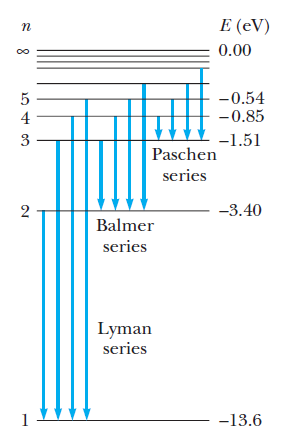 n E (eV)
∞ 0.00
5 −0.54
4 −0.85
3 −1.51
Paschen
series
2 −3.40
Balmer
series
Lyman
series
1 −13.6